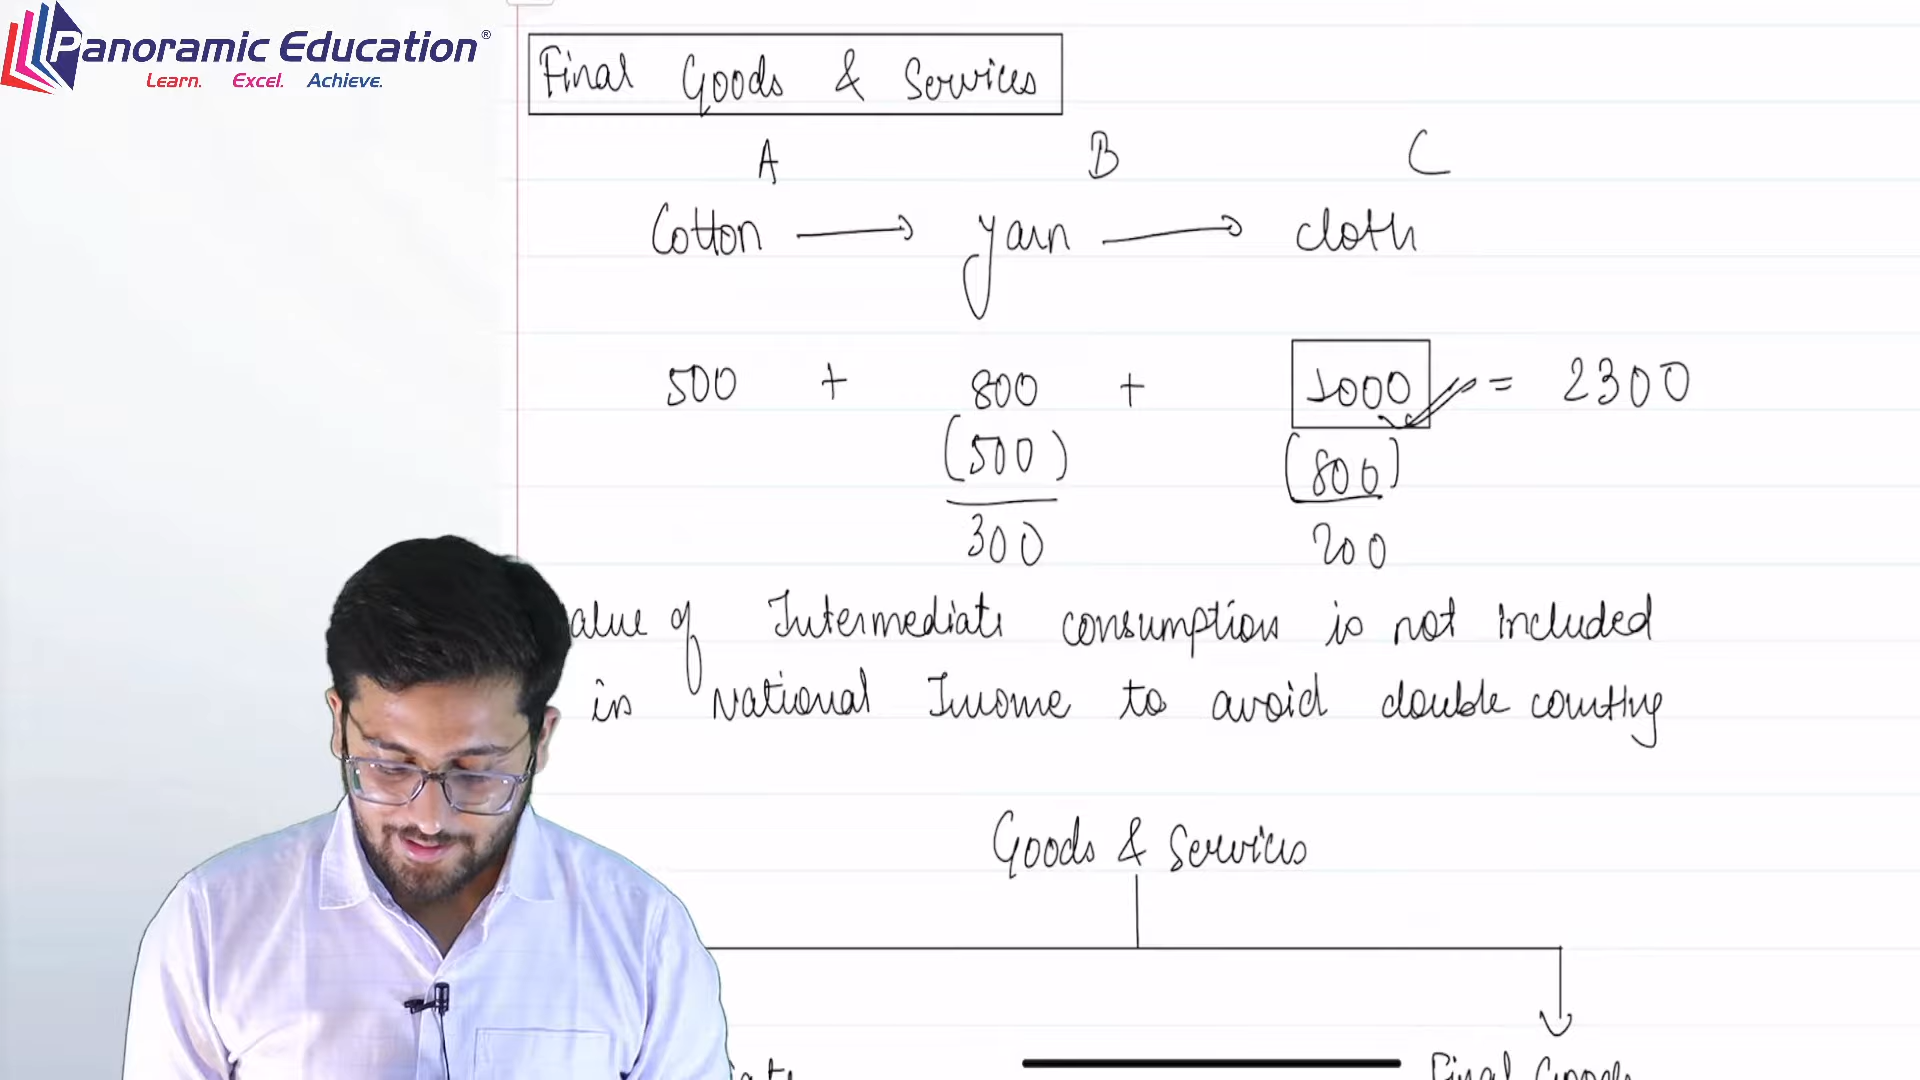 Panoramic Education®
Learn. Excel. Achieve.
Final Goods & Services
A B C
Cotton → yarn → cloth
500 + 800 + 1000 = 2300
(500) (800)
300 200
alue of Intermediate consumption is not included
in National Income to avoid double counting
Goods & Services
Final Goods